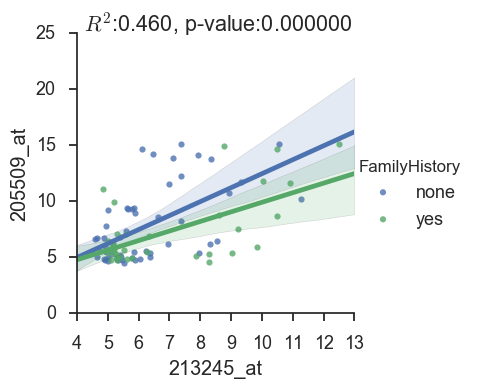 R²:0.460, p-value:0.000000
25
20
15
10
5
0
205509_at
4 5 6 7 8 9 10 11 12 13
213245_at
FamilyHistory
none
yes